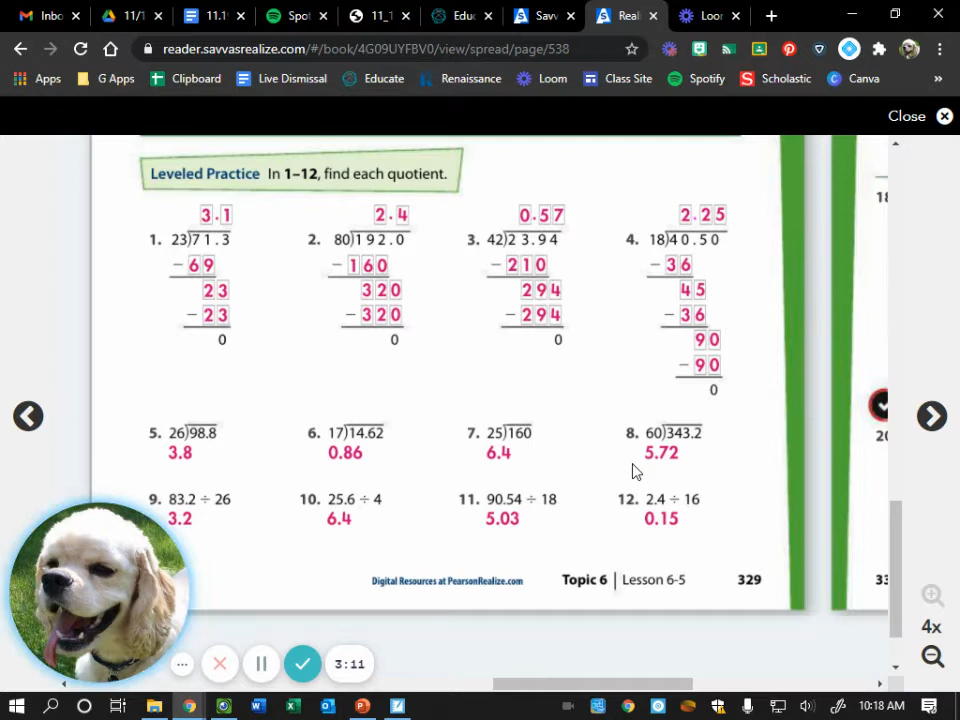 Inbo
11/1
11.1
Spot
11_1
Educ
Savv
Reali
Loor
reader.savvasrealize.com/#/book/4G09UYFBV0/view/spread/page/538
Apps
G Apps
Clipboard
Live Dismissal
Educate
Renaissance
Loom
Class Site
Spotify
Scholastic
Canva
»
Close
Leveled Practice In 1–12, find each quotient.
3.1 2.4 0.57 2.25
1. 23)71.3 2. 80)192.0 3. 42)23.94 4. 18)40.50
− 69 − 160 − 210 − 36
23 320 294 45
− 23 − 320 − 294 − 36
0 0 0 90
− 90
0
5. 26)98.8 6. 17)14.62 7. 25)160 8. 60)343.2
3.8 0.86 6.4 5.72
9. 83.2 ÷ 26 10. 25.6 ÷ 4 11. 90.54 ÷ 18 12. 2.4 ÷ 16
3.2 6.4 5.03 0.15
Digital Resources at PearsonRealize.com Topic 6 | Lesson 6-5 329
18
20
33
4x
3:11
10:18 AM